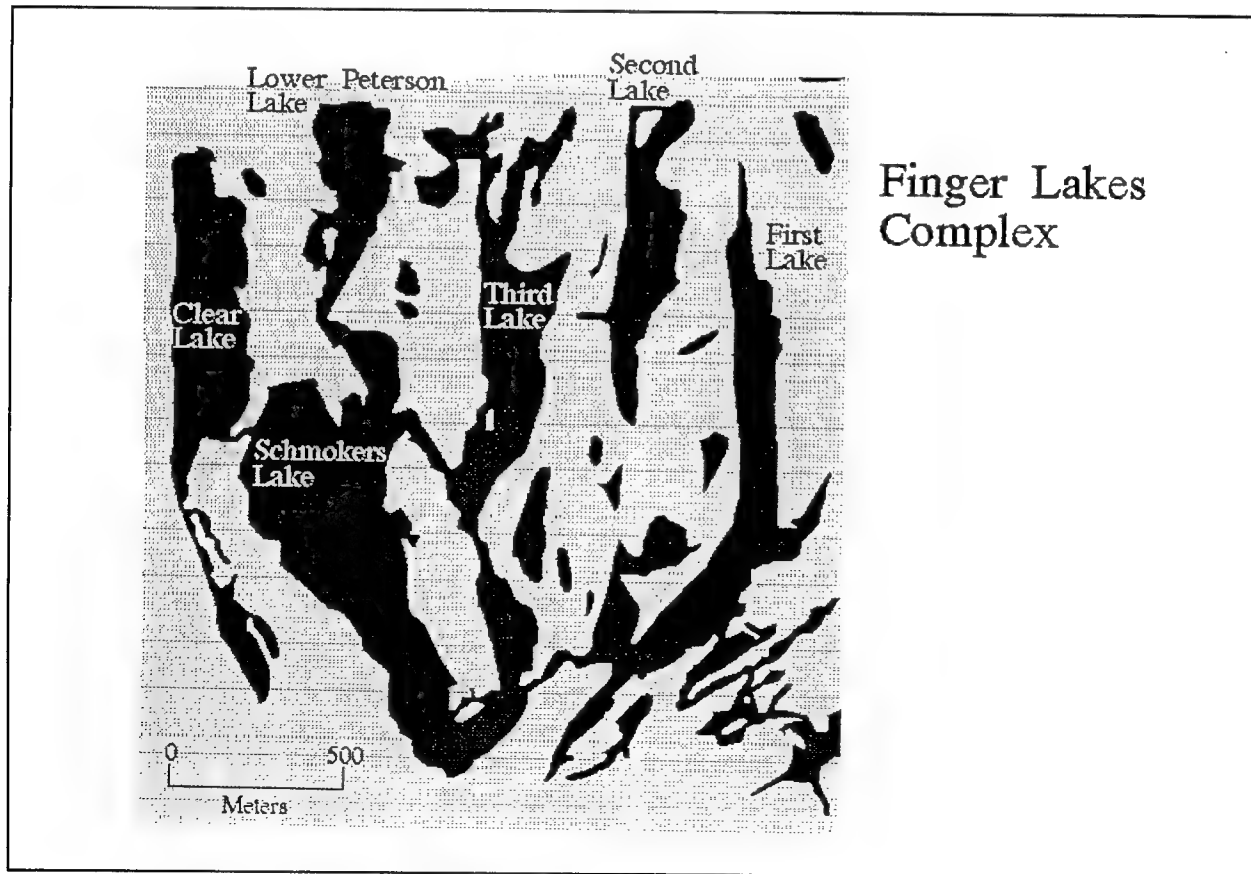 Lower Peterson
Lake
Second
Lake
Finger Lakes
Complex
First
Lake
Clear
Lake
Third
Lake
Schmokers
Lake
0 500
Meters